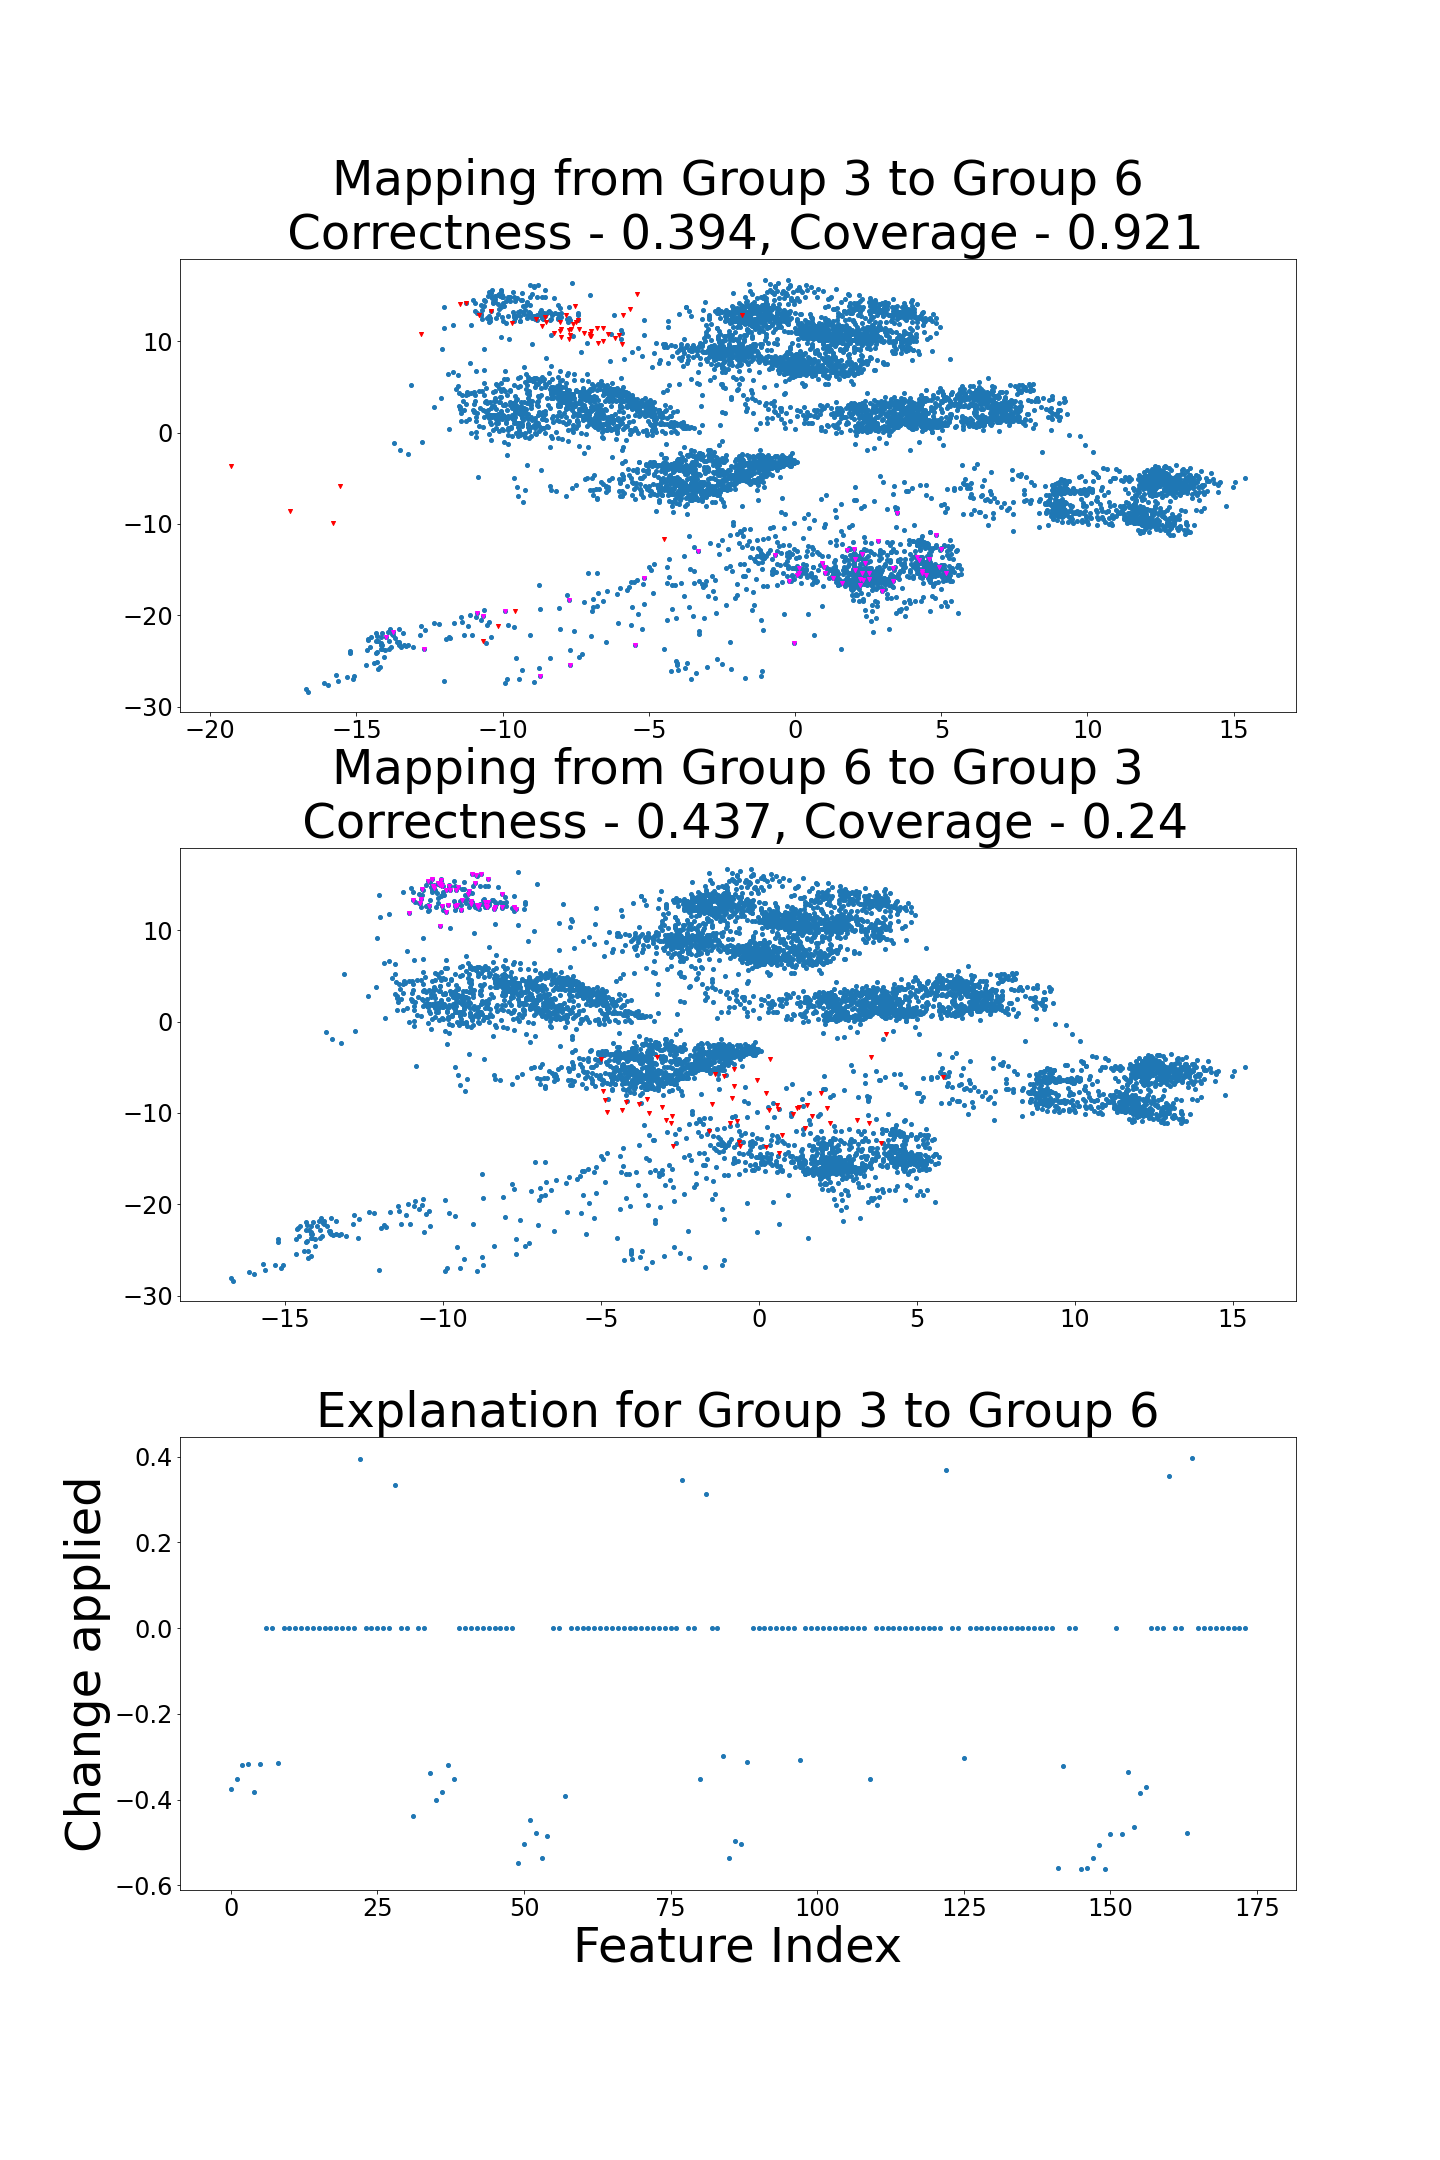 Mapping from Group 3 to Group 6
Correctness - 0.394, Coverage - 0.921
10
0
−10
−20
−30
−20 −15 −10 −5 0 5 10 15
Mapping from Group 6 to Group 3
Correctness - 0.437, Coverage - 0.24
10
0
−10
−20
−30
−15 −10 −5 0 5 10 15
Explanation for Group 3 to Group 6
Change applied
0.4
0.2
0.0
−0.2
−0.4
−0.6
0 25 50 75 100 125 150 175
Feature Index